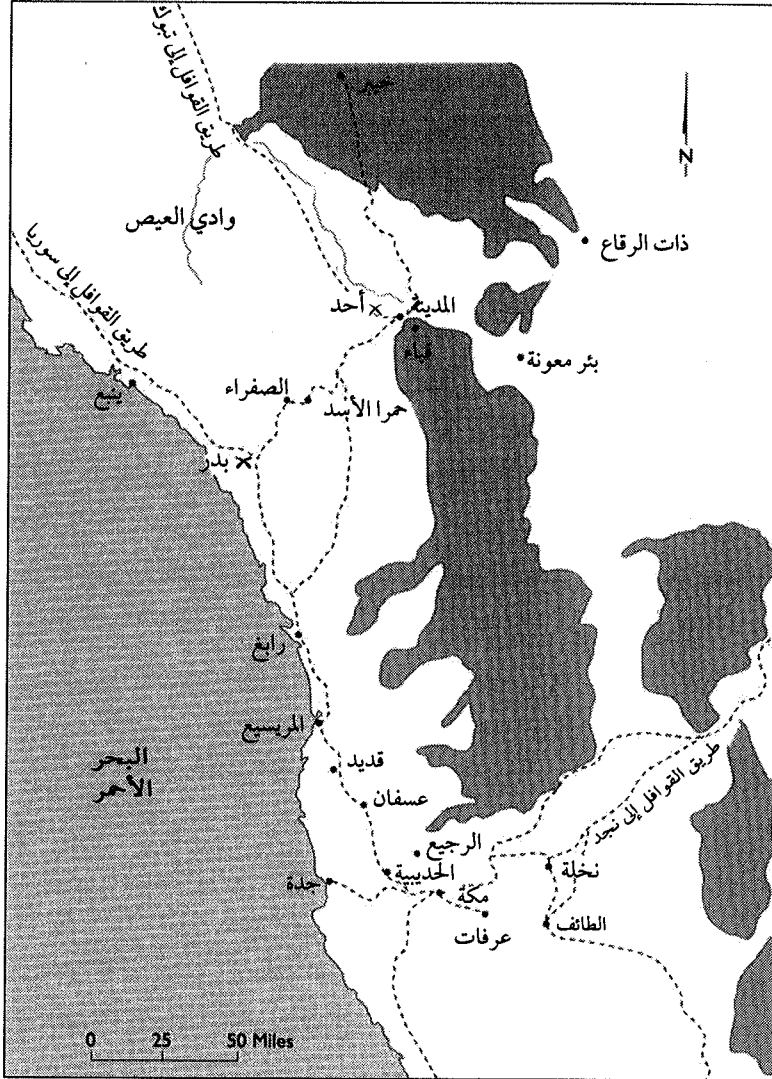 طريق القوافل إلى تبوك
خيبر
N
وادي العيص
ذات الرقاع
طريق القوافل إلى سوريا
المدينة
أحد
قباء
بئر معونة
ينبع
الصفراء
حمرا الأسد
بدر
رابغ
المريسيع
البحر
الأحمر
قديد
عسفان
طريق القوافل إلى نجد
الرجيع
الحديبية
نخلة
جدة
مكة
عرفات
الطائف
0 25 50 Miles